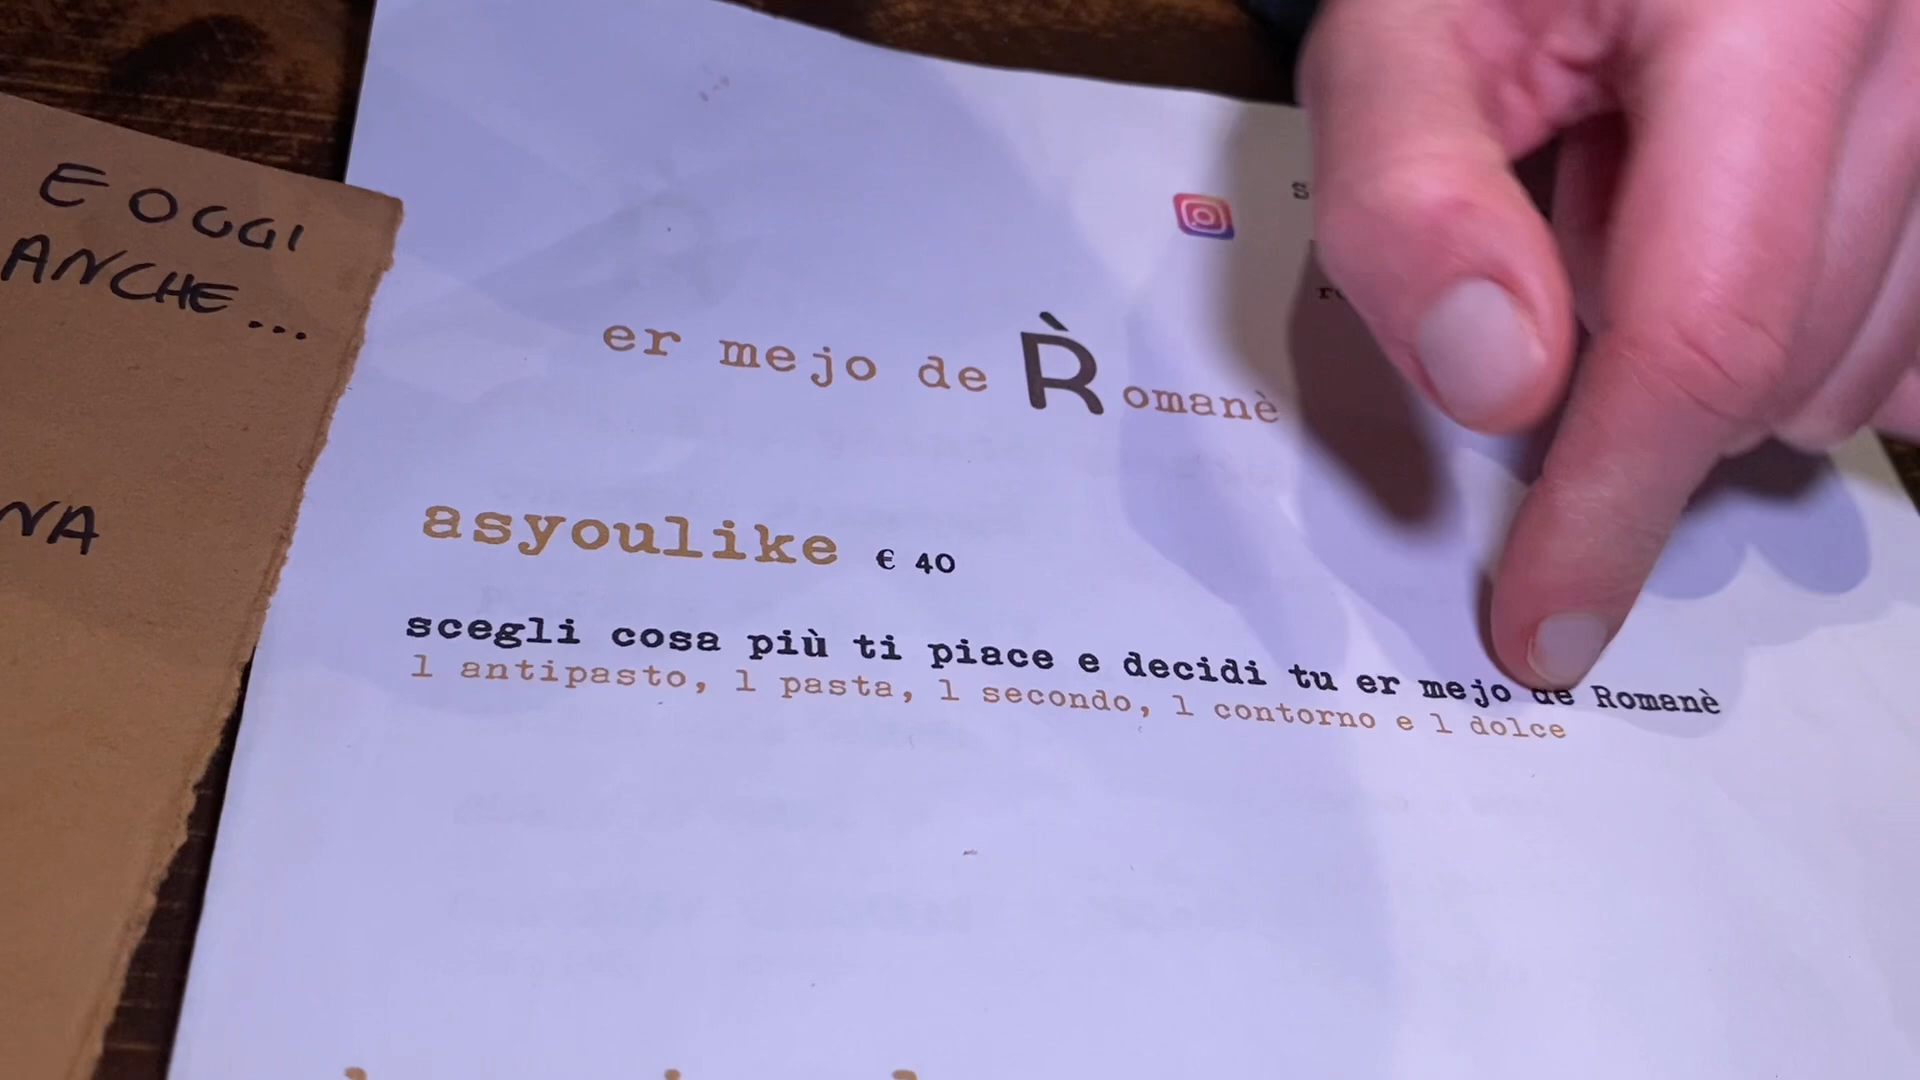 E OGGI
ANCHE...
er mejo de Romanè
asyoulike € 40
scegli cosa più ti piace e decidi tu er mejo de Romanè
1 antipasto, 1 pasta, 1 secondo, 1 contorno e 1 dolce